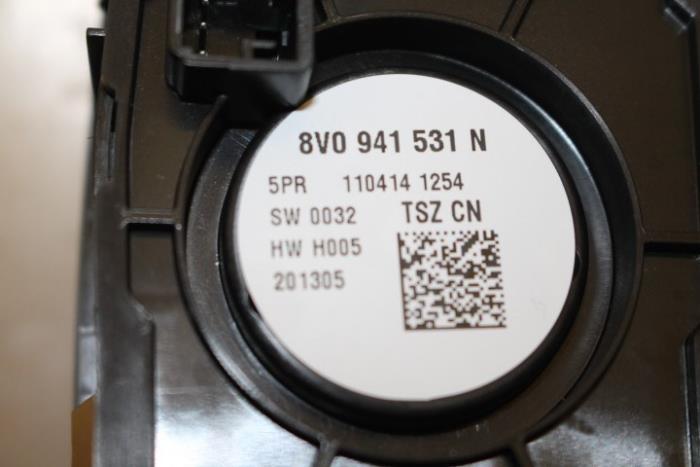 8V0 941 531 N
5PR 110414 1254
SW 0032 TSZ CN
HW H005
201305